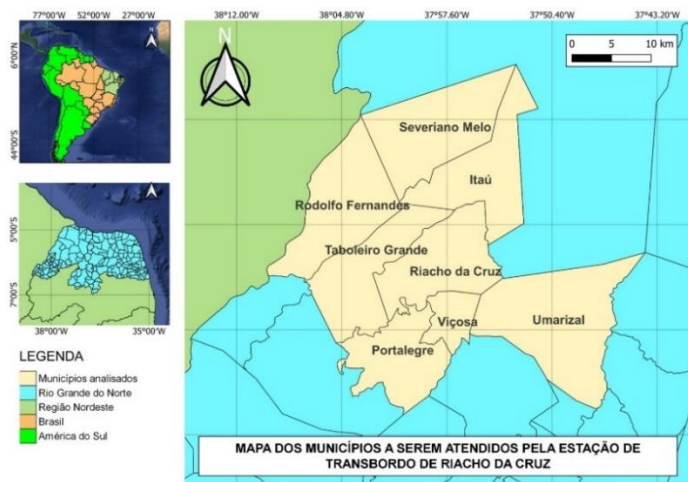 77°00'W 52°00'W 27°00'W
6°00'N
44°00'S
N
38°12.00' 38°04.80' 37°57.60' 37°50.40' 37°43.20'
0 5 10 km
Severiano Melo
Itaú
Rodolfo Fernandes
Taboleiro Grande
Riacho da Cruz
Viçosa
Umarizal
Portalegre
5°00'S
7°00'S
38°00'W 35°00'W
LEGENDA
Municípios analisados
Rio Grande do Norte
Região Nordeste
Brasil
América do Sul
MAPA DOS MUNICÍPIOS A SEREM ATENDIDOS PELA ESTAÇÃO DE
TRANSBORDO DE RIACHO DA CRUZ